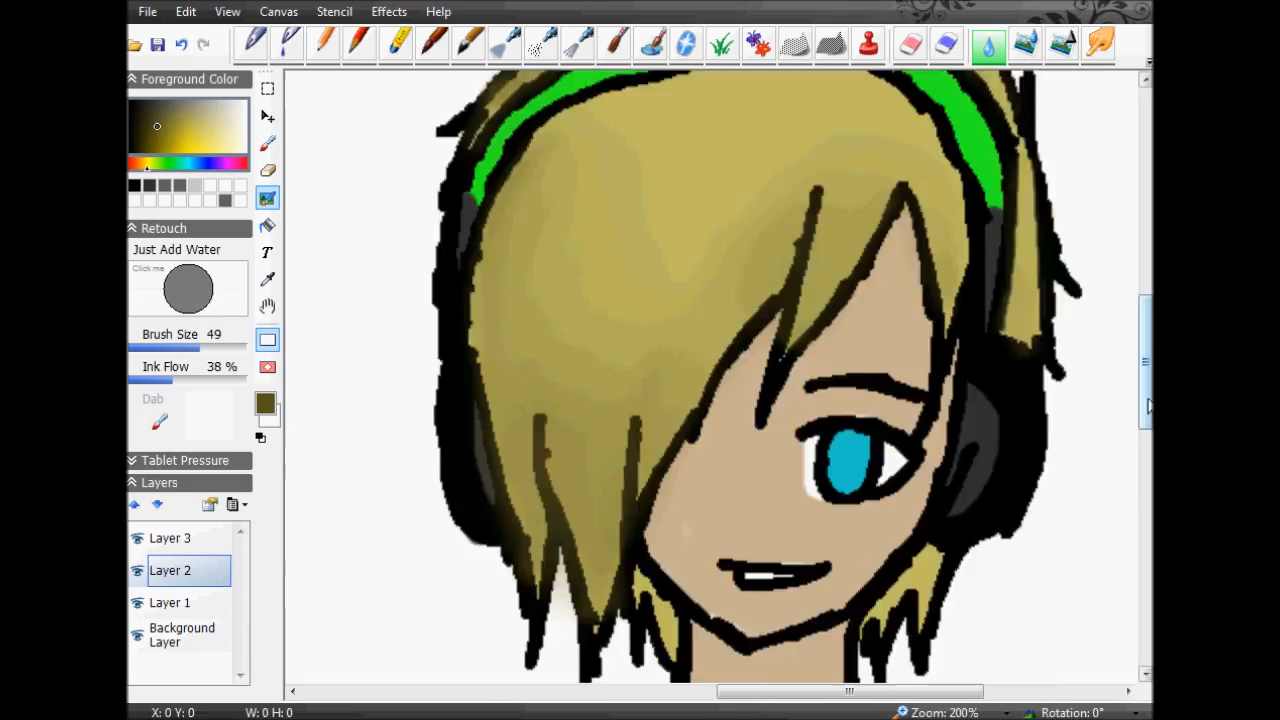 File Edit View Canvas Stencil Effects Help
Foreground Color
Retouch
Just Add Water
Click me
Brush Size 49
Ink Flow 38 %
Dab
T
Tablet Pressure
Layers
Layer 3
Layer 2
Layer 1
Background
Layer
X: 0 Y: 0 W: 0 H: 0 Zoom: 200% Rotation: 0°